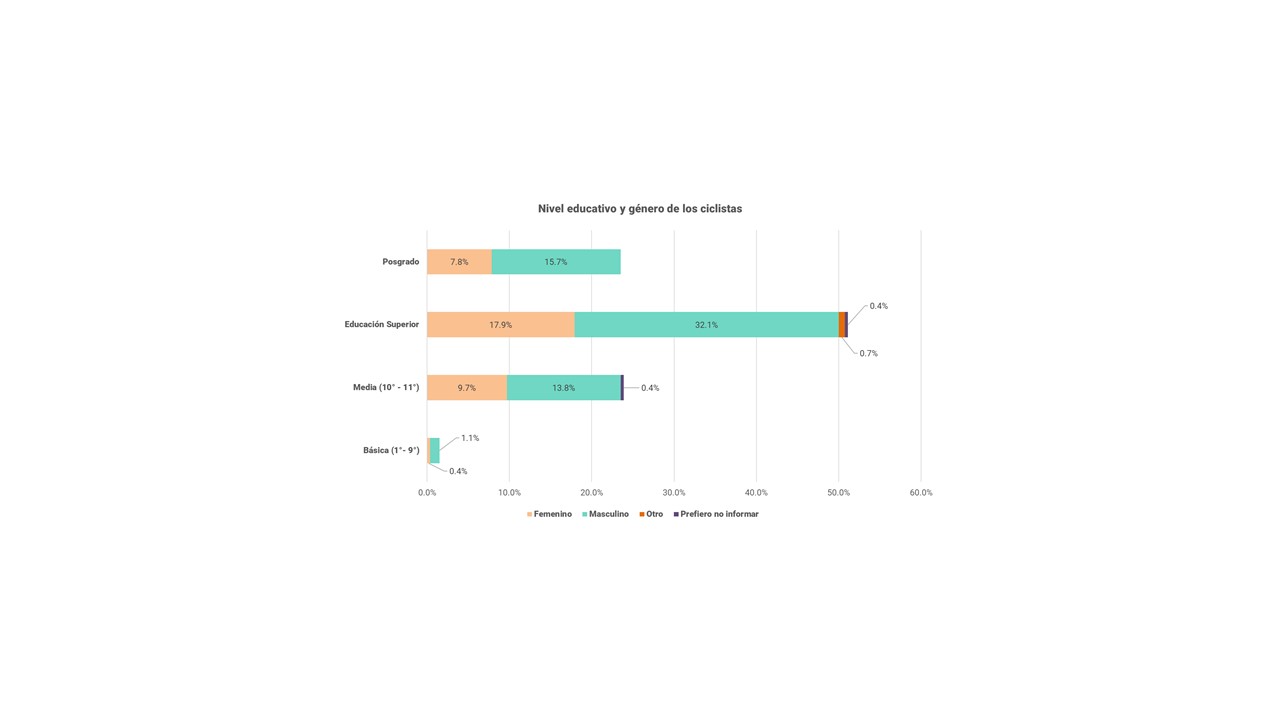 Nivel educativo y género de los ciclistas
Posgrado
7.8%
15.7%
Educación Superior
17.9%
32.1%
0.4%
0.7%
Media (10° - 11°)
9.7%
13.8%
0.4%
Básica (1°- 9°)
1.1%
0.4%
0.0% 10.0% 20.0% 30.0% 40.0% 50.0% 60.0%
Femenino Masculino Otro Prefiero no informar